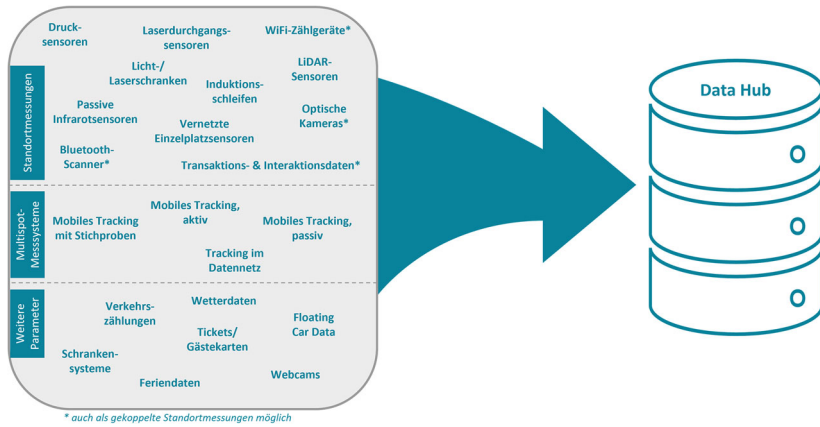 Druck-
sensoren
Laserdurchgangs-
sensoren
WiFi-Zählgeräte*
Licht-/
Laserschranken
LiDAR-
Sensoren
Induktions-
schleifen
Passive
Infrarotsensoren
Optische
Kameras*
Vernetzte
Einzelplatzsensoren
Bluetooth-
Scanner*
Transaktions- & Interaktionsdaten*
Standortmessungen
Mobiles Tracking
mit Stichproben
Mobiles Tracking,
aktiv
Mobiles Tracking,
passiv
Tracking im
Datennetz
Multispot-
Messsysteme
Wetterdaten
Verkehrs-
zählungen
Floating
Car Data
Tickets/
Gästekarten
Schranken-
systeme
Webcams
Feriendaten
Weitere
Parameter
* auch als gekoppelte Standortmessungen möglich
Data Hub